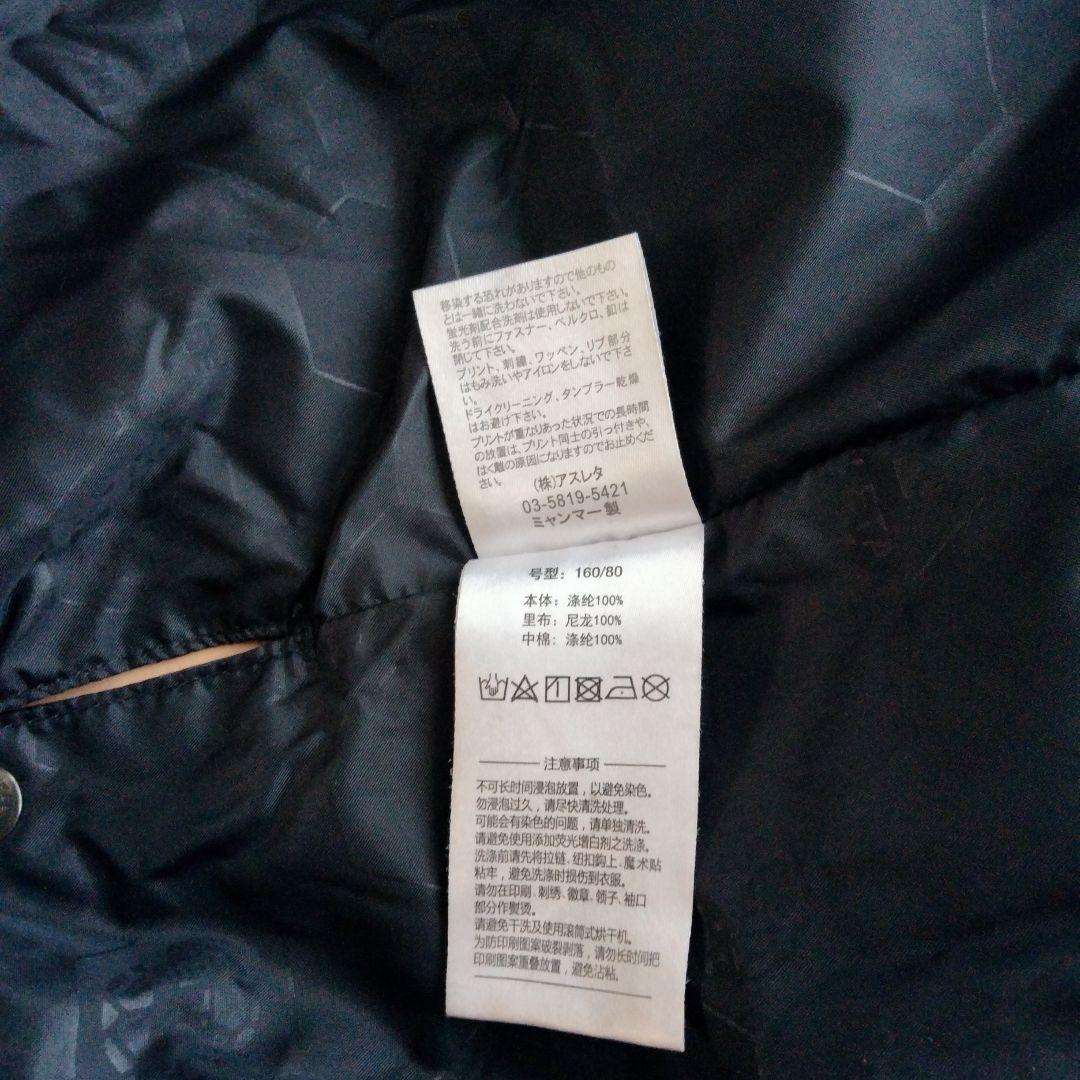 移染する恐れがありますので他のもの
とは一緒に洗わないで下さい。
蛍光剤配合洗剤は使用しないで下さい。
洗う前にファスナー、ベルクロ、釦は
閉じて下さい。
プリント、刺繍、ワッペン、リブ部分
はもみ洗いやアイロンをしないで下さ
い。
ドライクリーニング、タンブラー乾燥
はお避け下さい。
プリントが重なりあった状況での長時間
の放置は、プリント同士の引っ付きや、
はく離の原因になりますのでお止めくだ
さい。
(株)アスレタ
03-5819-5421
ミャンマー製
号型：160/80
本体：涤纶100%
里布：尼龙100%
中棉：涤纶100%
注意事项
不可长时间浸泡放置，以避免染色。
勿浸泡过久，请尽快清洗处理。
可能会有染色的问题，请单独清洗。
请避免使用添加荧光增白剂之洗涤。
洗涤前请先将拉链、纽扣鈎上、魔术贴
粘牢，避免洗涤时损伤到衣服。
请勿在印刷、刺绣、徽章、领子、袖口
部分作熨烫。
请避免干洗及使用滚筒式烘干机。
为防印刷图案破裂剥落，请勿长时间把
印刷图案重叠放置，避免沾粘。